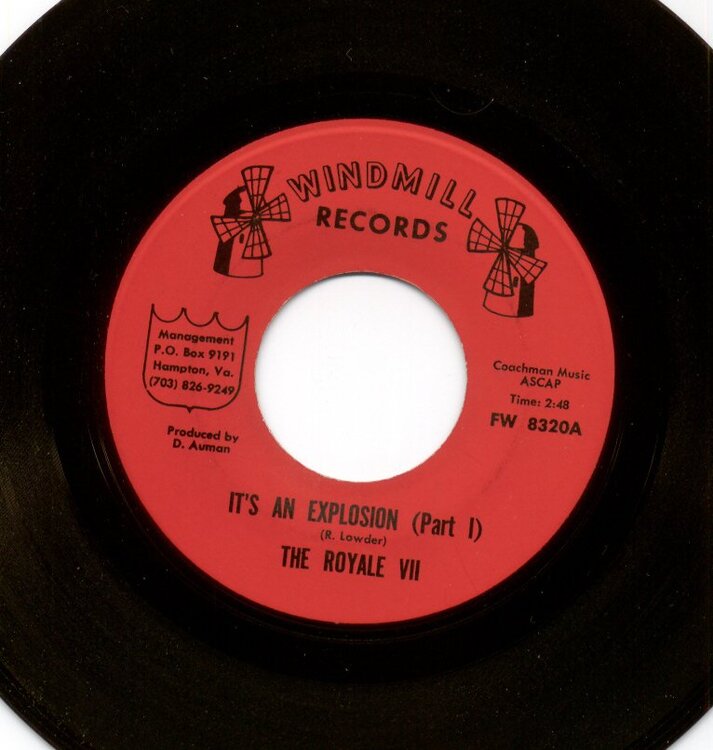 WINDMILL
RECORDS
Management
P.O. Box 9191
Hampton, Va.
(703) 826-9249
Produced by
D. Auman
Coachman Music
ASCAP
Time: 2:48
FW 8320A
IT'S AN EXPLOSION (Part I)
(R. Lowder)
THE ROYALE VII